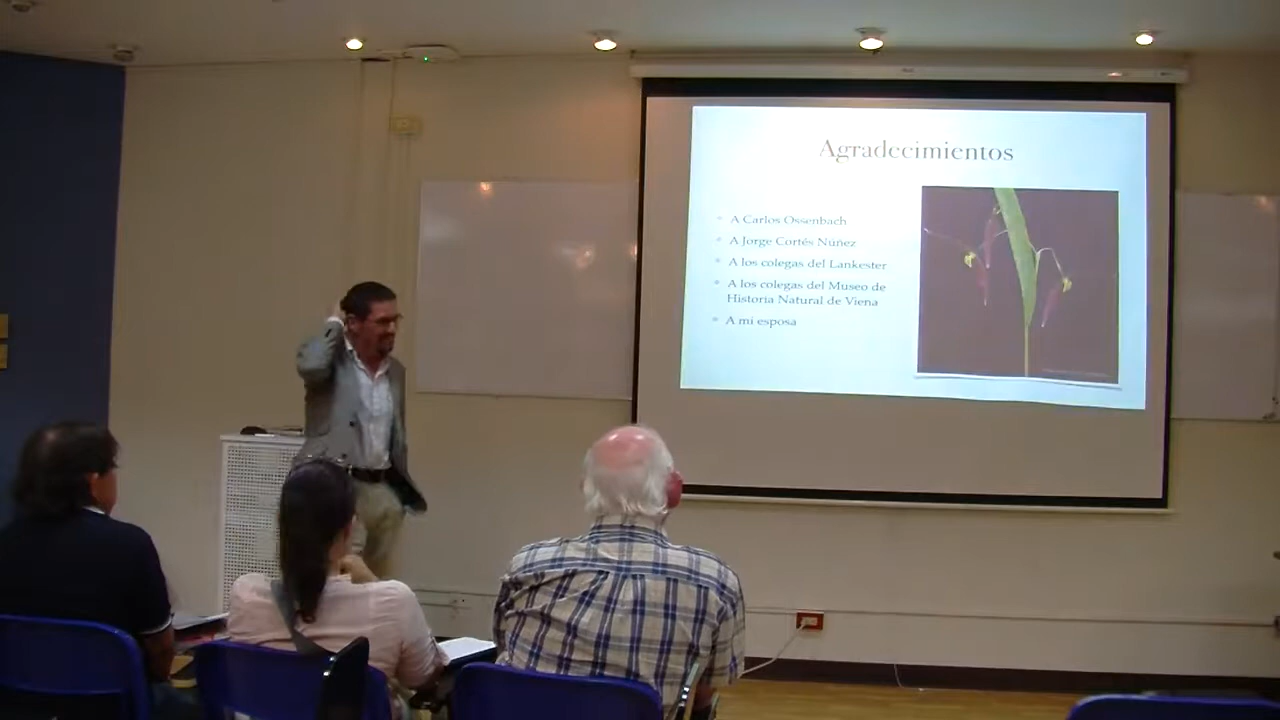 Agradecimientos
A Carlos Ossenbach
A Jorge Cortés Núñez
A los colegas del Lankester
A los colegas del Museo de
Historia Natural de Viena
A mi esposa